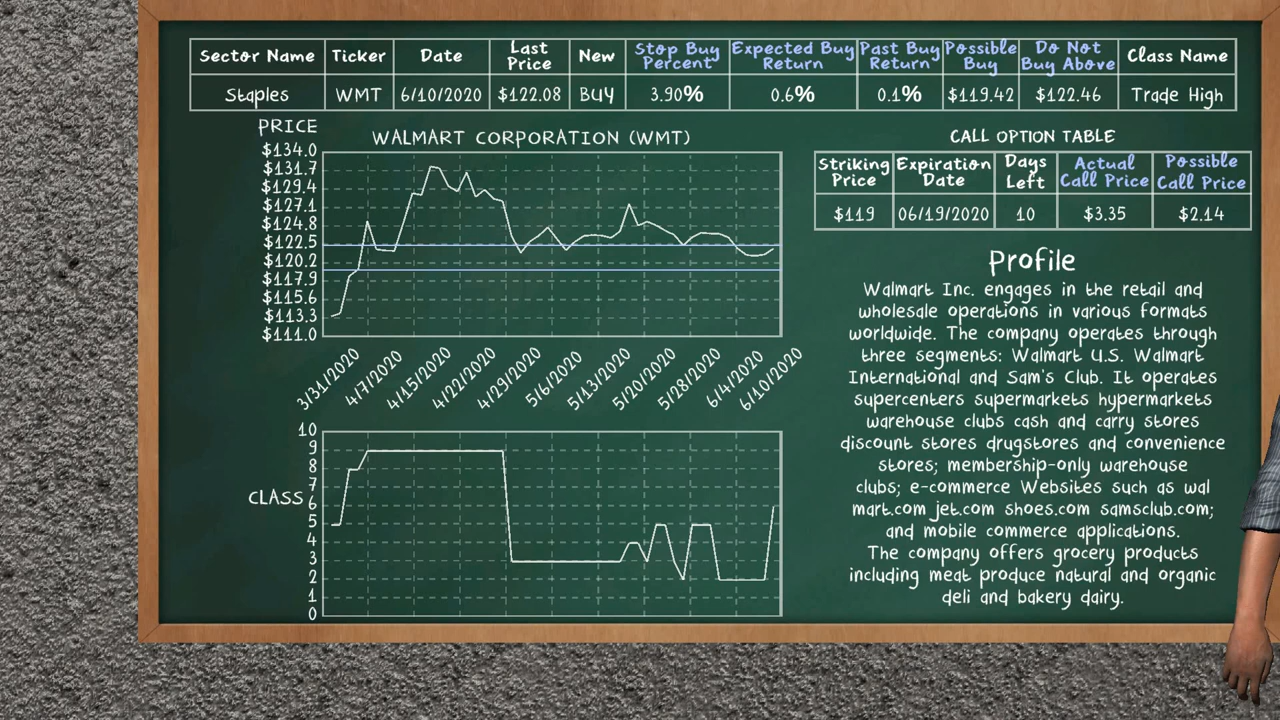 Sector Name Ticker Date Last Price New Stop Buy Percent Expected Buy Return Past Buy Return Possible Buy Do Not Buy Above Class Name
Staples WMT 6/10/2020 $122.08 BUY 3.90% 0.6% 0.1% $119.42 $122.46 Trade High
PRICE
WALMART CORPORATION (WMT)
$134.0
$131.7
$129.4
$127.1
$124.8
$122.5
$120.2
$117.9
$115.6
$113.3
$111.0
3/31/2020 4/7/2020 4/15/2020 4/22/2020 4/29/2020 5/6/2020 5/13/2020 5/20/2020 5/28/2020 6/4/2020 6/10/2020
CLASS
10
9
8
7
6
5
4
3
2
1
0
CALL OPTION TABLE
Striking Price Expiration Date Days Left Actual Call Price Possible Call Price
$119 06/19/2020 10 $3.35 $2.14
Profile
Walmart Inc. engages in the retail and
wholesale operations in various formats
worldwide. The company operates through
three segments: Walmart U.S. Walmart
International and Sam's Club. It operates
supercenters supermarkets hypermarkets
warehouse clubs cash and carry stores
discount stores drugstores and convenience
stores; membership-only warehouse
clubs; e-commerce Websites such as wal
mart.com jet.com shoes.com samsclub.com;
and mobile commerce applications.
The company offers grocery products
including meat produce natural and organic
deli and bakery dairy.